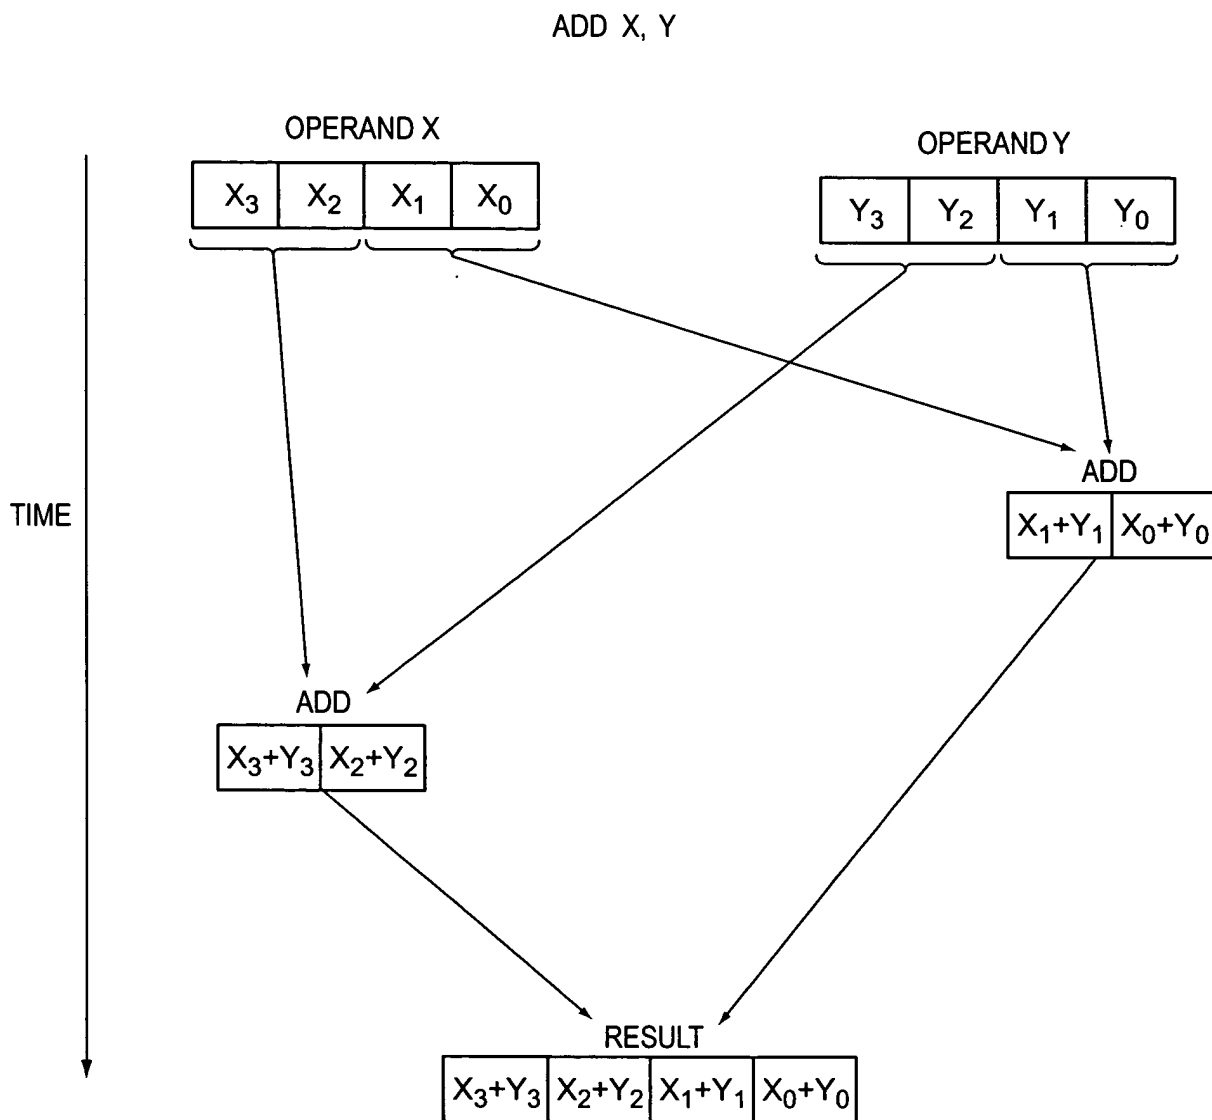 ADD X, Y
OPERAND X
OPERAND Y
X₃ X₂ X₁ X₀
Y₃ Y₂ Y₁ Y₀
TIME
ADD
X₁+Y₁ X₀+Y₀
ADD
X₃+Y₃ X₂+Y₂
RESULT
X₃+Y₃ X₂+Y₂ X₁+Y₁ X₀+Y₀